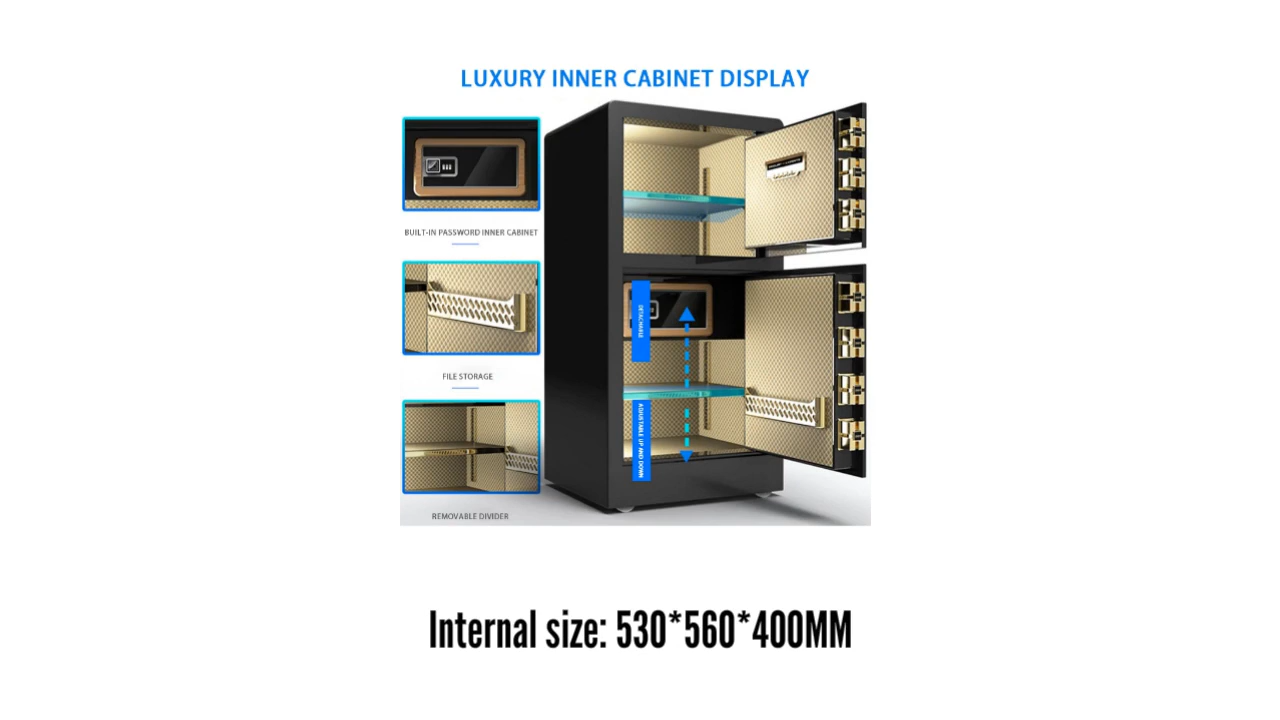 LUXURY INNER CABINET DISPLAY
BUILT-IN PASSWORD INNER CABINET
FILE STORAGE
REMOVABLE DIVIDER
DETACHABLE
ADJUSTABLE UP AND DOWN
Internal size: 530*560*400MM